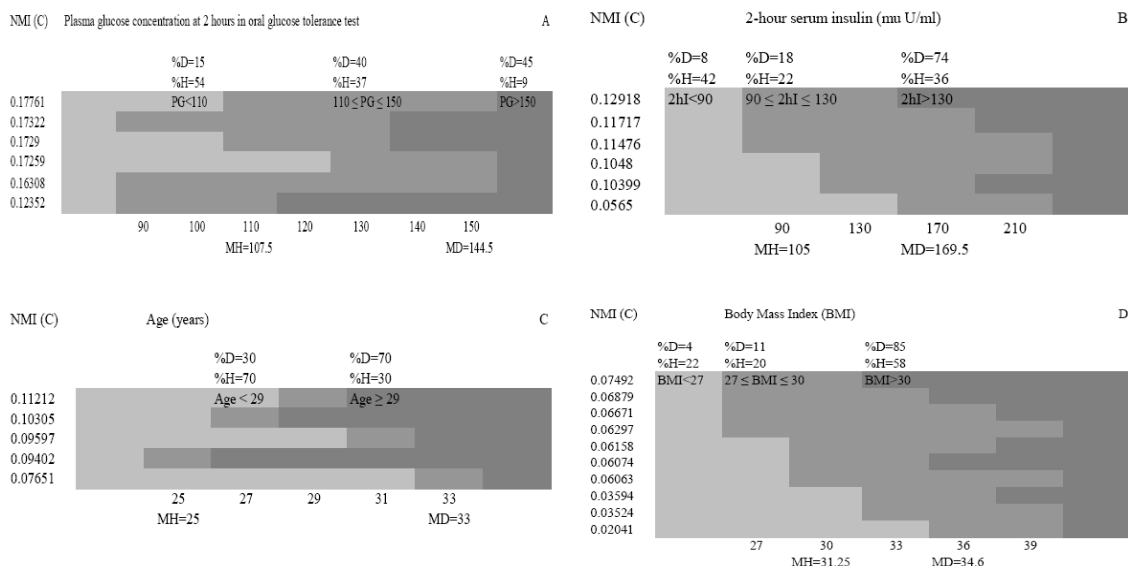 NMI (C) Plasma glucose concentration at 2 hours in oral glucose tolerance test A
%D=15 %D=40 %D=45
%H=54 %H=37 %H=9
0.17761 PG<110 110 ≤ PG ≤ 150 PG>150
0.17322
0.1729
0.17259
0.16308
0.12352
90 100 110 120 130 140 150
MH=107.5 MD=144.5
NMI (C) 2-hour serum insulin (mu U/ml) B
%D=8 %D=18 %D=74
%H=42 %H=22 %H=36
0.12918 2hI<90 90 ≤ 2hI ≤ 130 2hI>130
0.11717
0.11476
0.1048
0.10399
0.0565
90 130 170 210
MH=105 MD=169.5
NMI (C) Age (years) C
%D=30 %D=70
%H=70 %H=30
0.11212 Age < 29 Age ≥ 29
0.10305
0.09597
0.09402
0.07651
25 27 29 31 33
MH=25 MD=33
NMI (C) Body Mass Index (BMI) D
%D=4 %D=11 %D=85
%H=22 %H=20 %H=58
0.07492 BMI<27 27 ≤ BMI ≤ 30 BMI>30
0.06879
0.06671
0.06297
0.06158
0.06074
0.06063
0.03594
0.03524
0.02041
27 30 33 36 39
MH=31.25 MD=34.6